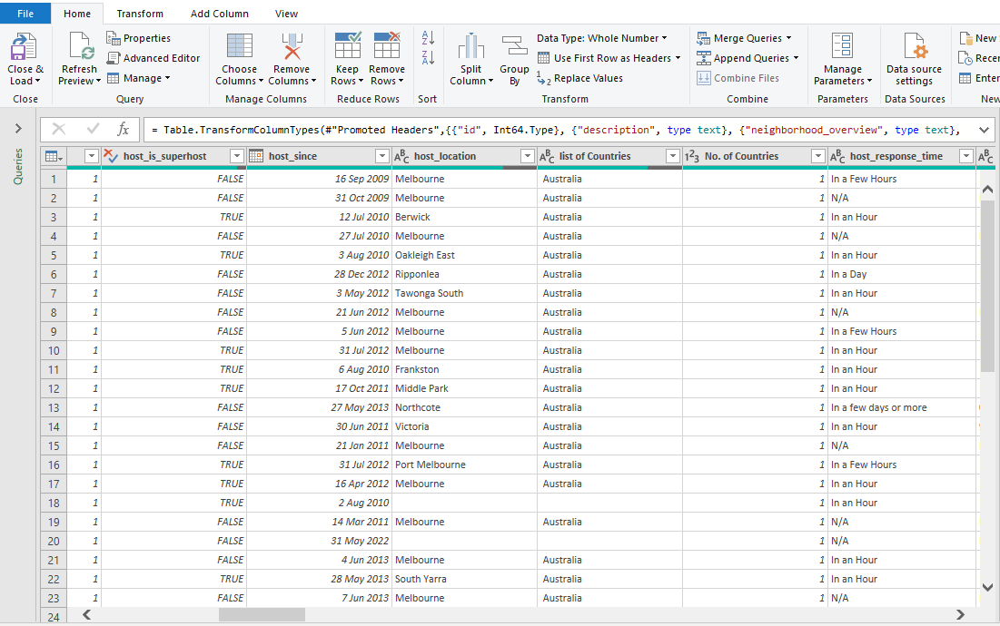 File Home Transform Add Column View
Close & Load Refresh Preview Properties Advanced Editor Manage Choose Columns Remove Columns Keep Rows Remove Rows Split Column Group By Data Type: Whole Number Use First Row as Headers Replace Values Merge Queries Append Queries Combine Files Manage Parameters Data source settings New Recen Enter
Close Query Manage Columns Reduce Rows Sort Transform Combine Parameters Data Sources New
fx = Table.TransformColumnTypes(#"Promoted Headers",{{"id", Int64.Type}, {"description", type text}, {"neighborhood_overview", type text},
Queries
host_is_superhost host_since ABC host_location ABC list of Countries 123 No. of Countries ABC host_response_time ABC
1 1 FALSE 16 Sep 2009 Melbourne Australia 1 In a Few Hours
2 1 FALSE 31 Oct 2009 Melbourne Australia 1 N/A
3 1 TRUE 12 Jul 2010 Berwick Australia 1 In an Hour
4 1 FALSE 27 Jul 2010 Melbourne Australia 1 N/A
5 1 TRUE 3 Aug 2010 Oakleigh East Australia 1 In an Hour
6 1 FALSE 28 Dec 2012 Ripponlea Australia 1 In a Day
7 1 FALSE 3 May 2012 Tawonga South Australia 1 In an Hour
8 1 FALSE 21 Jun 2012 Melbourne Australia 1 N/A
9 1 FALSE 5 Jun 2012 Melbourne Australia 1 In a Few Hours
10 1 TRUE 31 Jul 2012 Melbourne Australia 1 In an Hour
11 1 TRUE 6 Aug 2010 Frankston Australia 1 In an Hour
12 1 TRUE 17 Oct 2011 Middle Park Australia 1 In an Hour
13 1 FALSE 27 May 2013 Northcote Australia 1 In a few days or more
14 1 FALSE 30 Jun 2011 Victoria Australia 1 In an Hour
15 1 FALSE 21 Jan 2011 Melbourne Australia 1 N/A
16 1 TRUE 31 Jul 2012 Port Melbourne Australia 1 In a Few Hours
17 1 TRUE 16 Apr 2012 Melbourne Australia 1 In an Hour
18 1 TRUE 2 Aug 2010 1 In an Hour
19 1 FALSE 14 Mar 2011 Melbourne Australia 1 N/A
20 1 FALSE 31 May 2022 1 N/A
21 1 FALSE 4 Jun 2013 Melbourne Australia 1 In an Hour
22 1 TRUE 28 May 2013 South Yarra Australia 1 In an Hour
23 1 FALSE 7 Jun 2013 Melbourne Australia 1 N/A
24